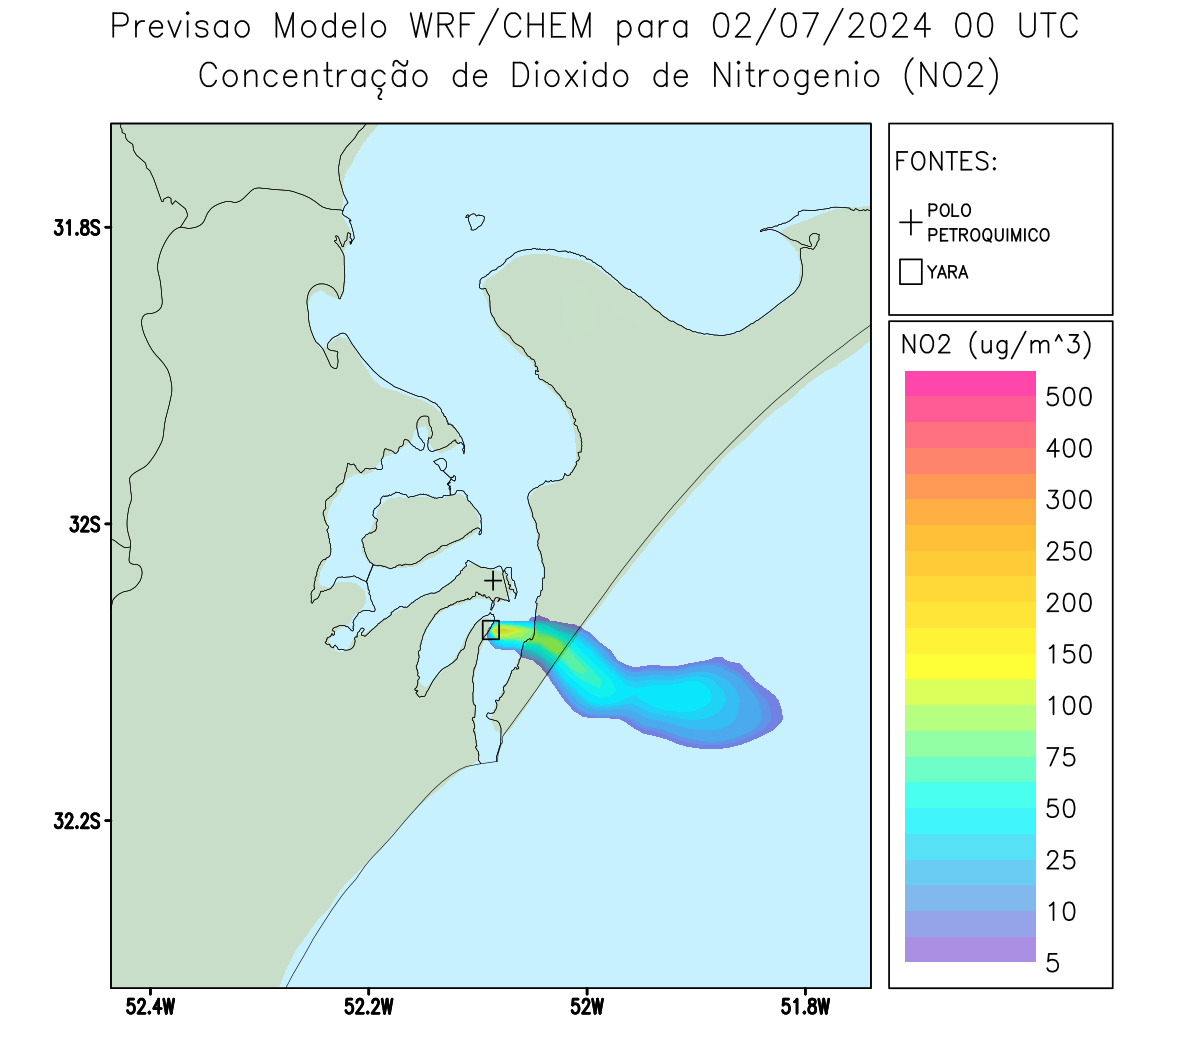 Previsao Modelo WRF/CHEM para 02/07/2024 00 UTC
Concentração de Dioxido de Nitrogenio (NO2)
FONTES:
POLO
PETROQUIMICO
YARA
31.8S
32S
32.2S
52.4W
52.2W
52W
51.8W
NO2 (ug/m^3)
500
400
300
250
200
150
100
75
50
25
10
5